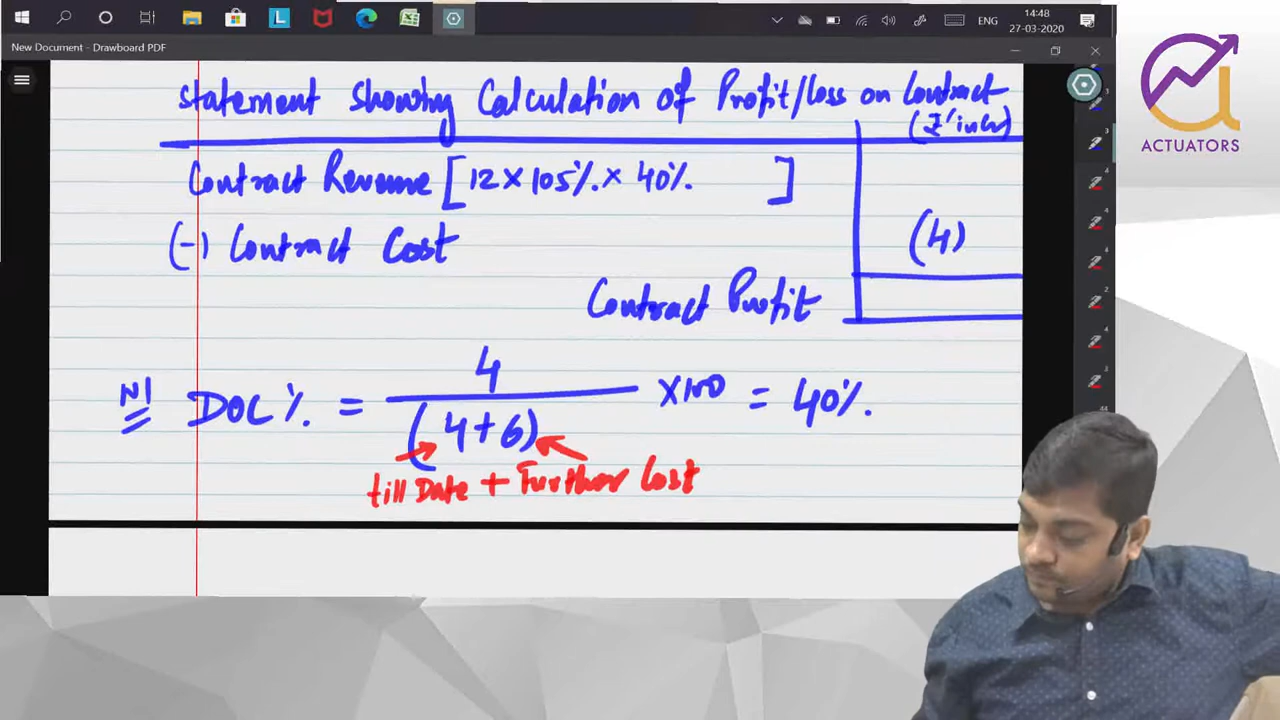 14:48
ENG
27-03-2020
New Document - Drawboard PDF
Statement showing Calculation of Profit/loss on Contract
(₹ in Cr)
Contract Revenue [12×105%×40% ]
(-) Contract Cost (4)
Contract Profit
N1 DOC% = 4 / (4+6) ×100 = 40%.
till Date + Further Cost
ACTUATORS